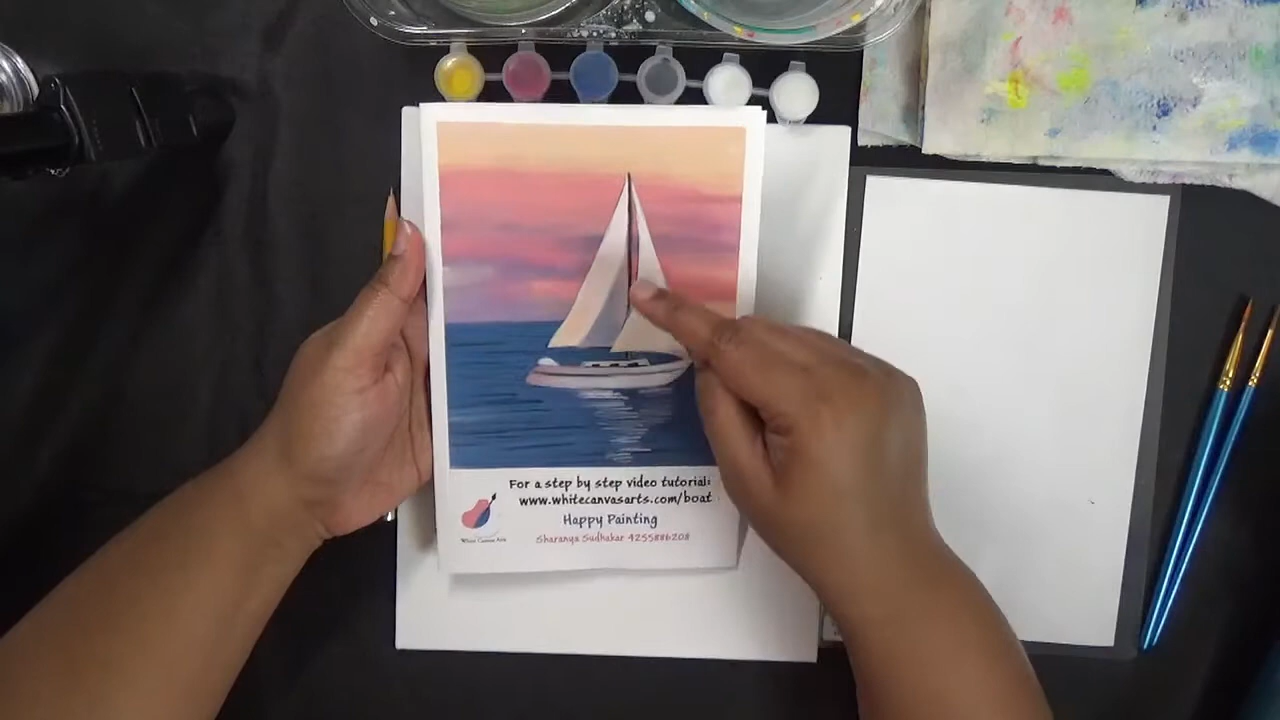 For a step by step video tutorial:
www.whitecanvasarts.com/boat
Happy Painting
Sharanya Sudhakar 4255886208
White Canvas Arts